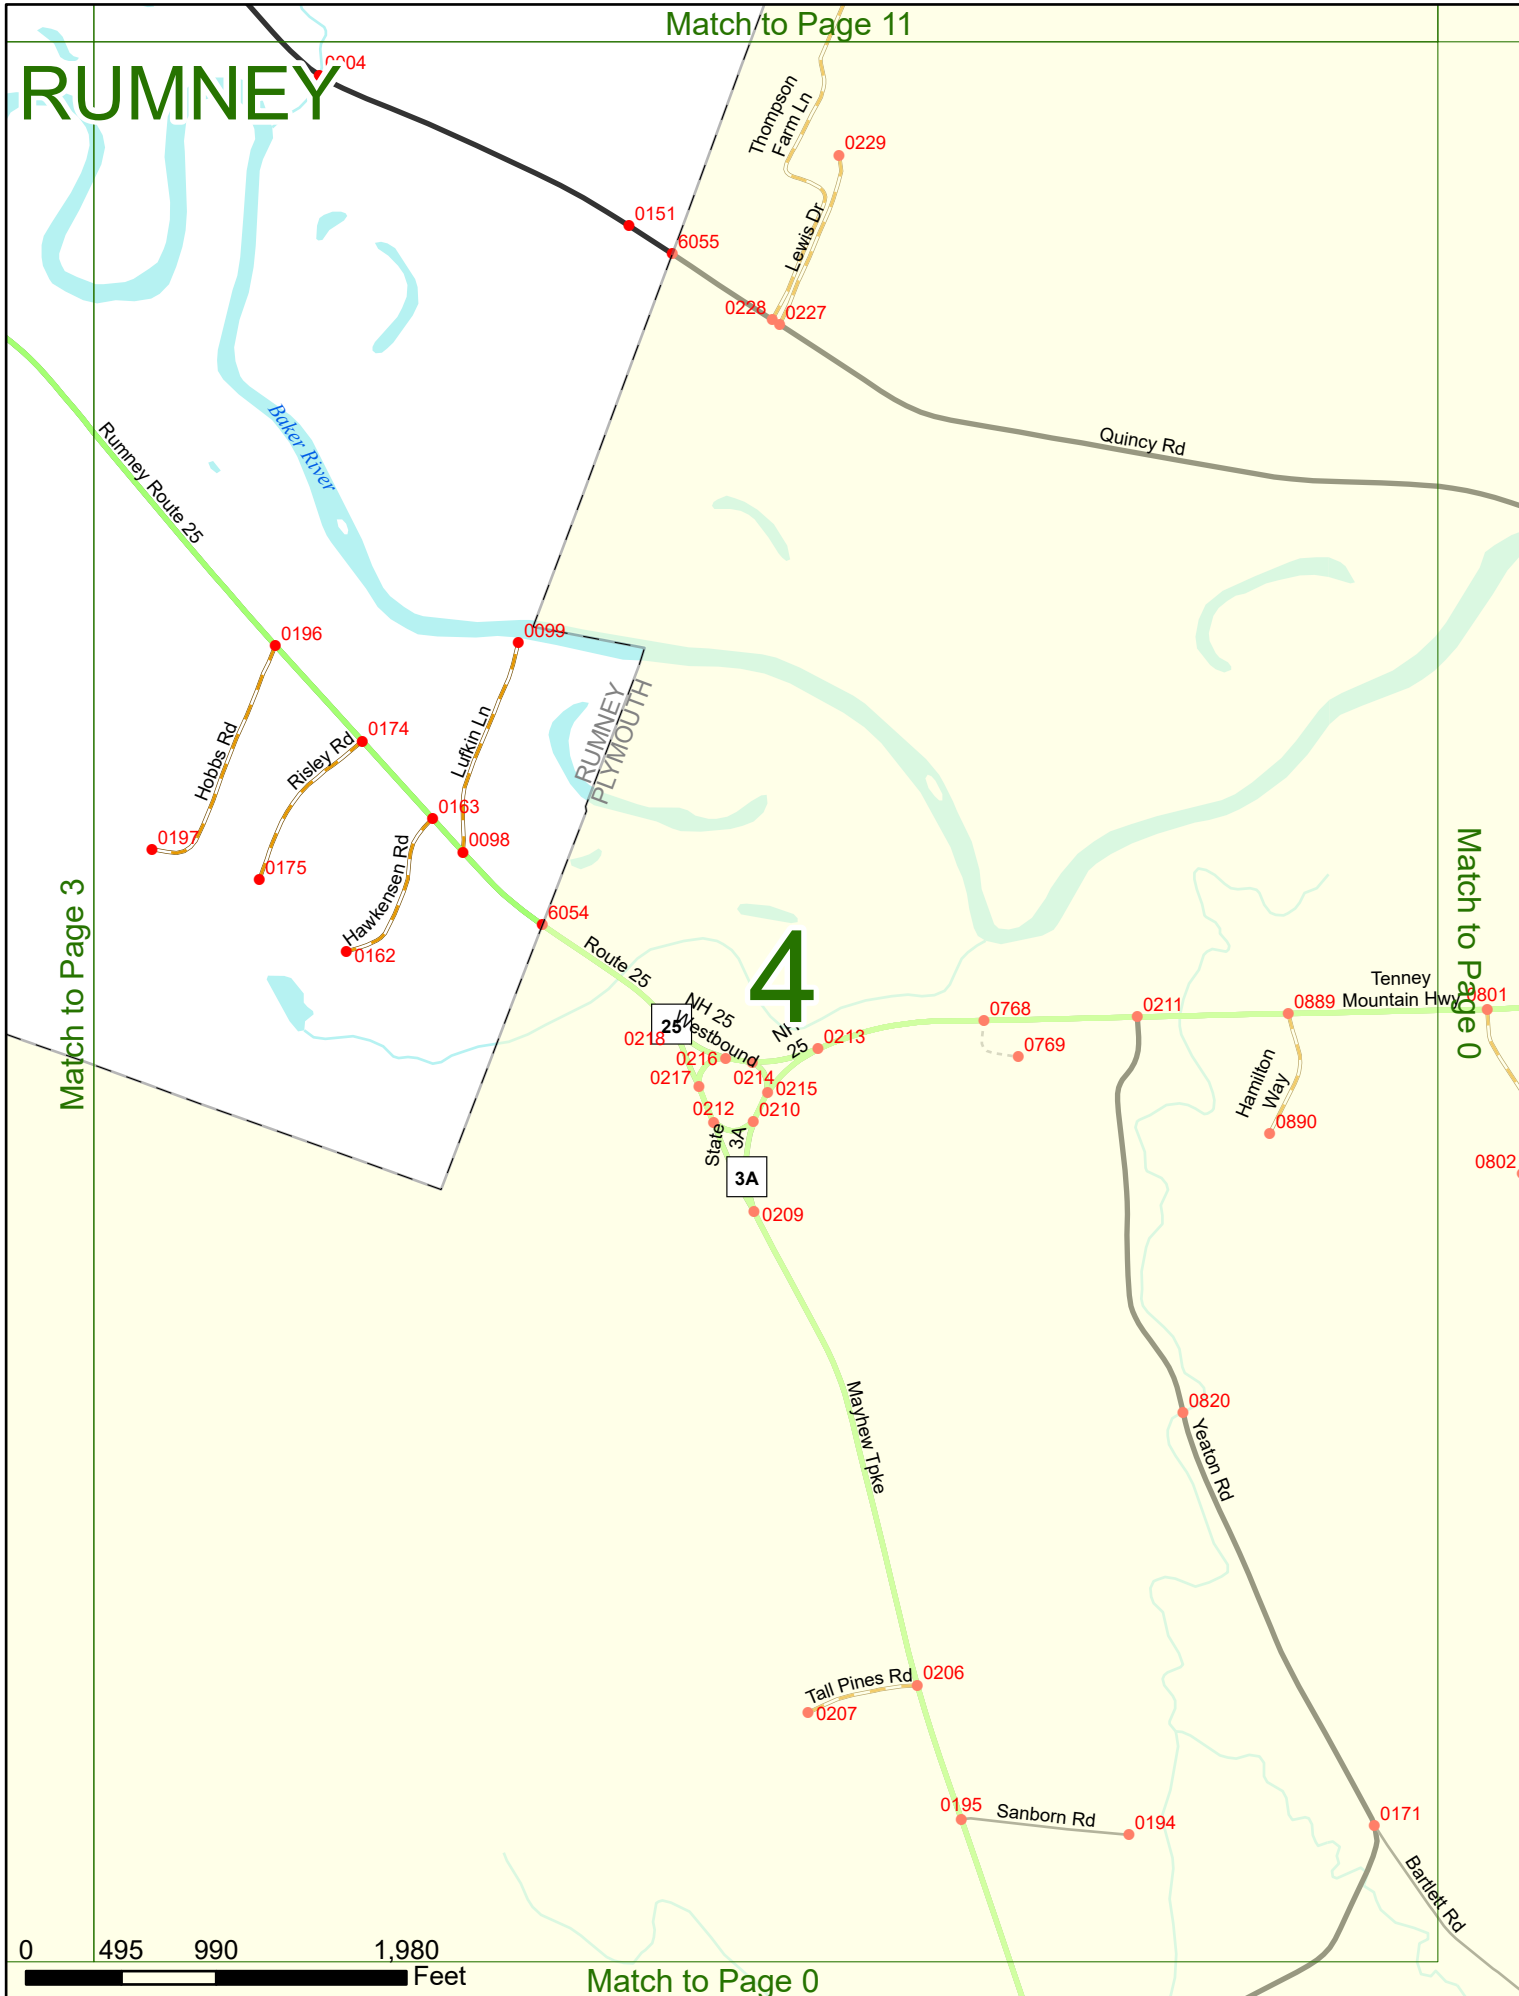 Match to Page 11
RUMNEY
Thompson
Farm Ln
0229
0151
6055
Lewis Dr
0228
0227
Baker River
Quincy Rd
Rumney Route 25
0196
0099
RUMNEY
PLYMOUTH
0174
Hobbs Rd
Risley Rd
Lufkin Ln
0163
0197
0098
0175
Hawkensen Rd
0162
6054
Match to Page 3
Match to Page 0
4
Route 25
25
NH 25
Westbound
25
0218
0216
0213
0217
0214
0215
0212
0210
State
3A
3A
0209
0768
0769
0211
0889
Tenney
Mountain Hwy
0801
Hamilton
Way
0890
0802
Mayhew Tpke
0820
Yeaton Rd
Tall Pines Rd
0206
0207
0195
Sanborn Rd
0194
0171
Bartlett Rd
0 495 990 1,980
Feet
Match to Page 0